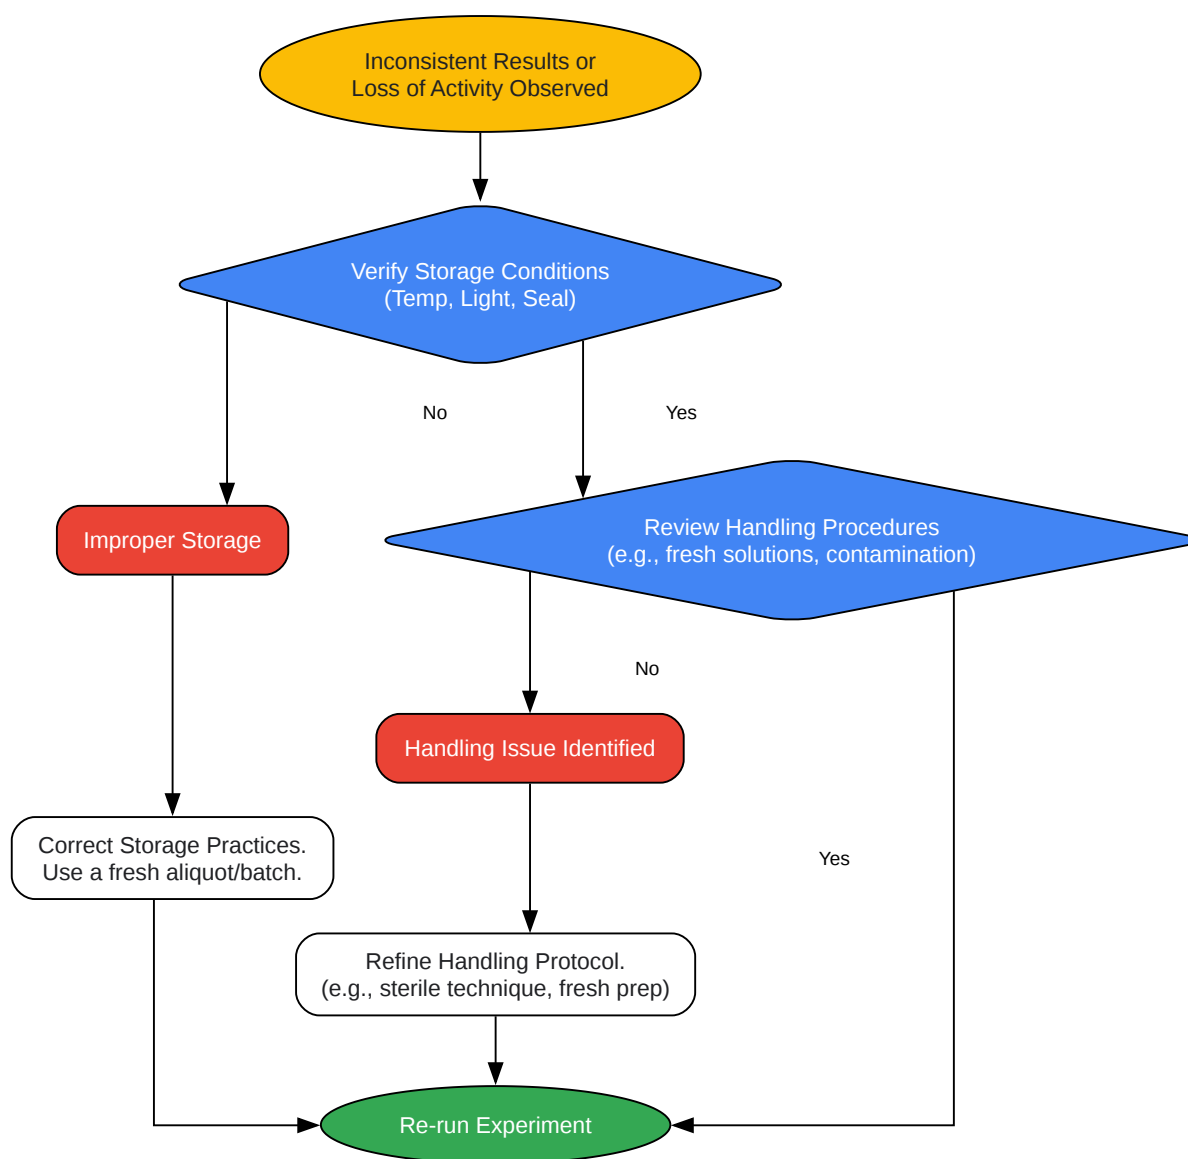 Inconsistent Results or
Loss of Activity Observed
Verify Storage Conditions
(Temp, Light, Seal)
No
Yes
Review Handling Procedures
(e.g., fresh solutions, contamination)
Improper Storage
No
Handling Issue Identified
Correct Storage Practices.
Use a fresh aliquot/batch.
Yes
Refine Handling Protocol.
(e.g., sterile technique, fresh prep)
Re-run Experiment